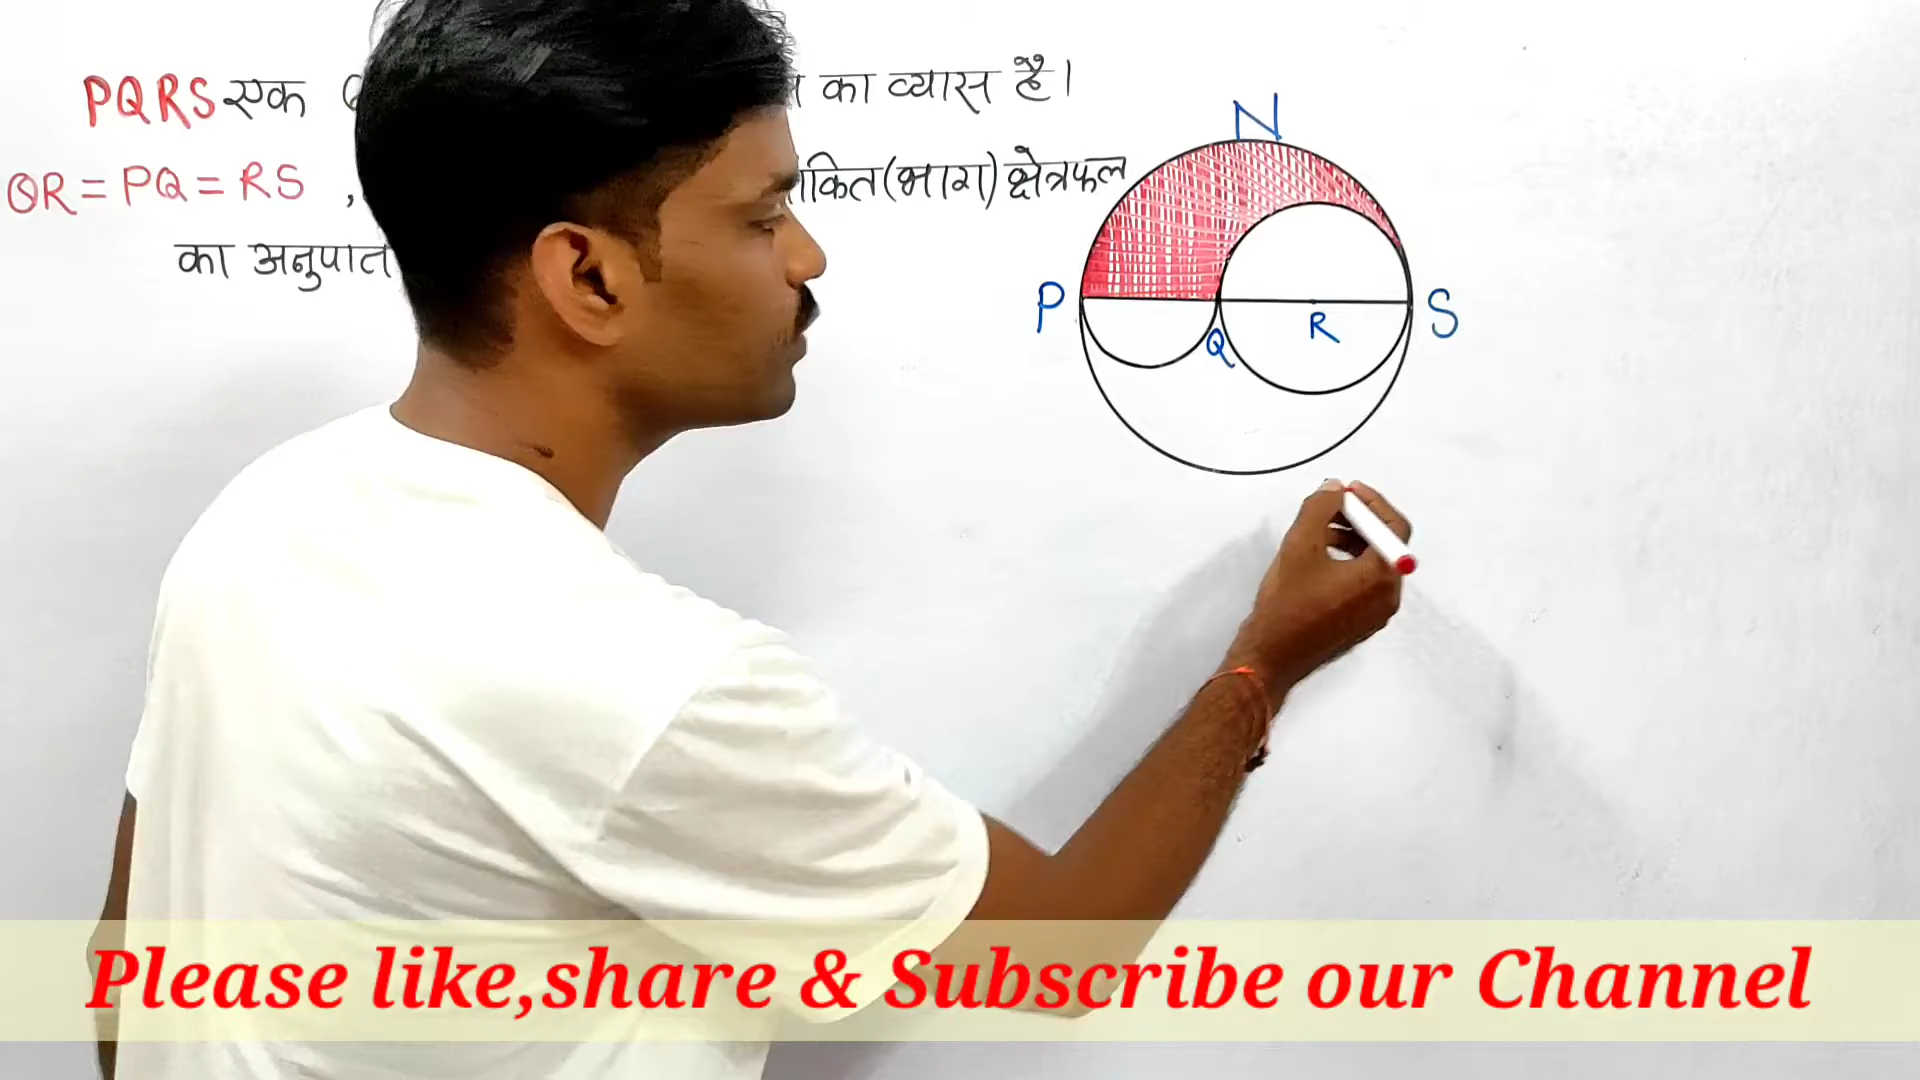 PQRS एक का व्यास है।
QR = PQ = RS , कित(भाग) क्षेत्रफल
का अनुपात
N
P
S
Q
R
Please like,share & Subscribe our Channel